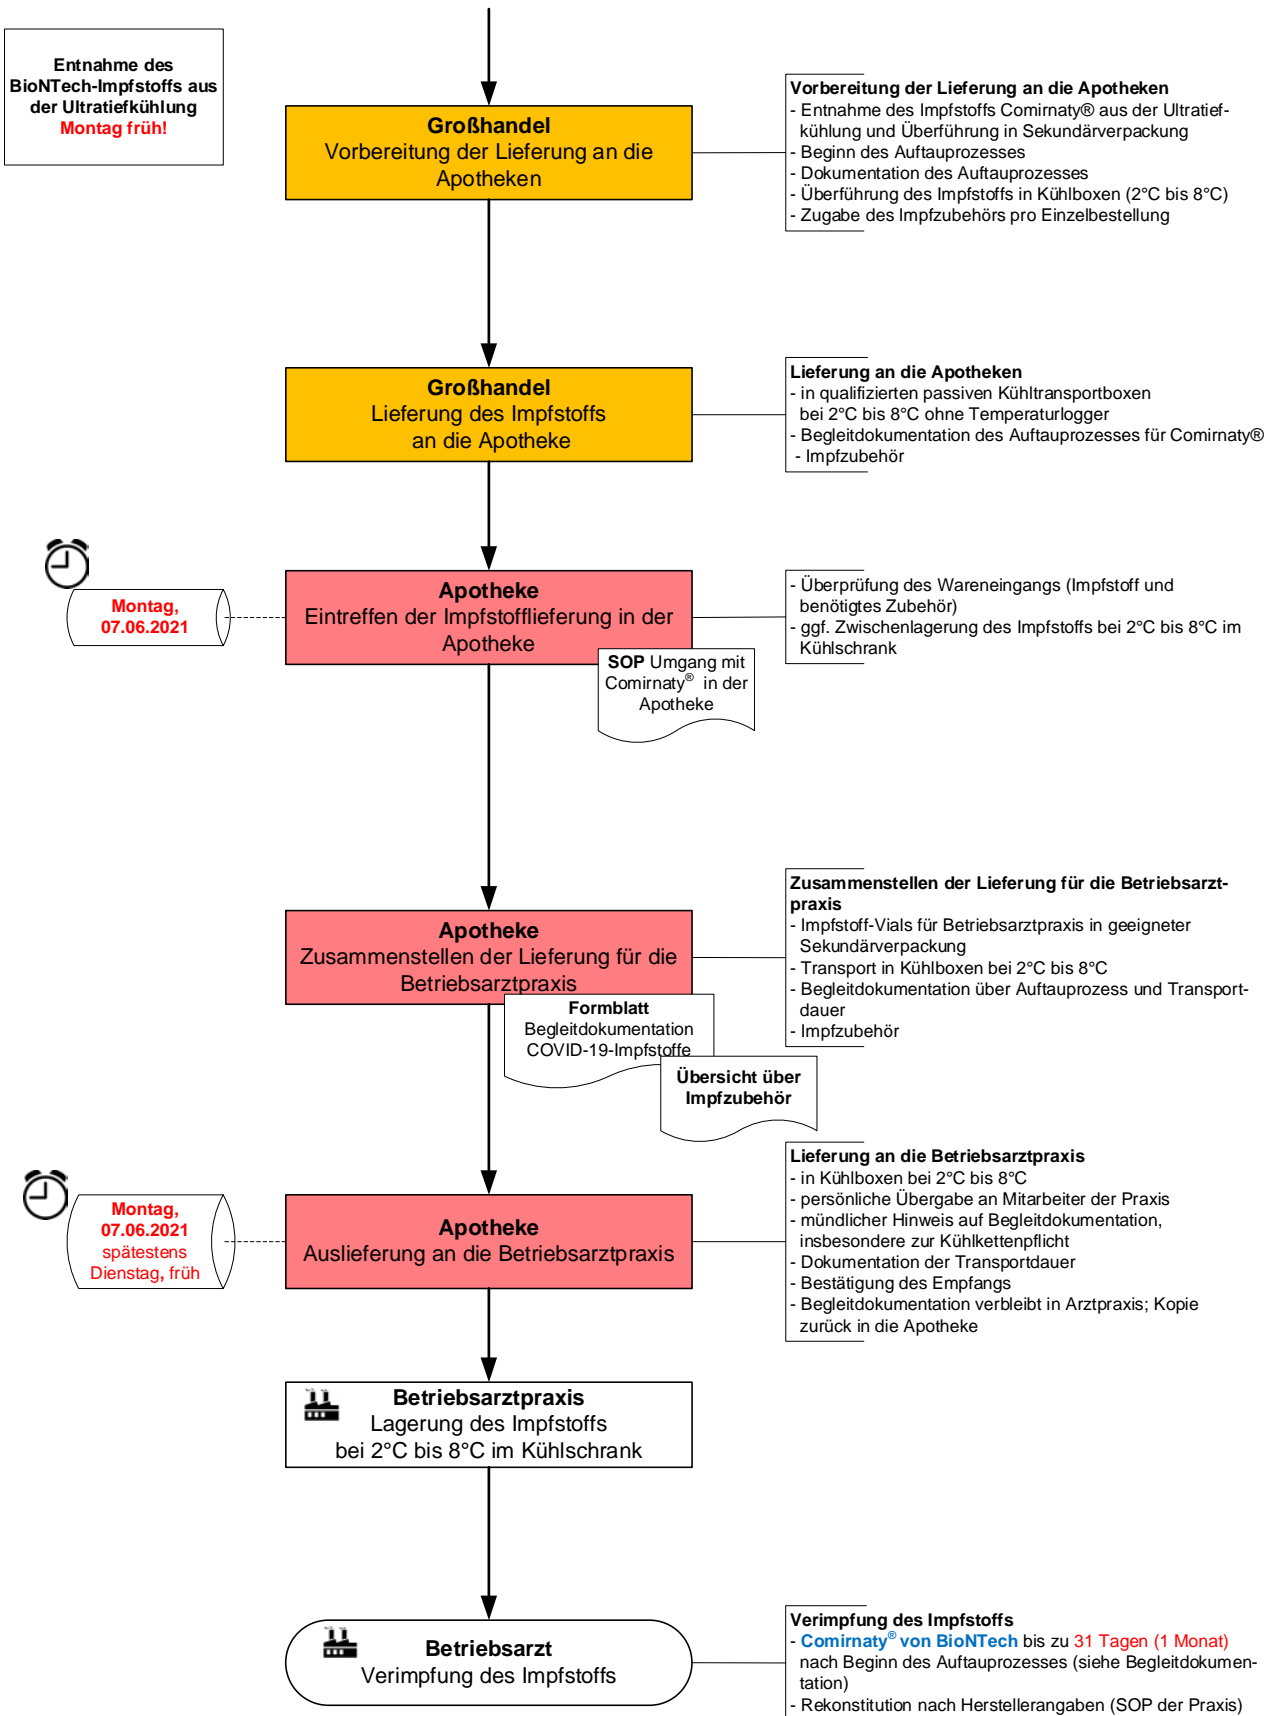 Entnahme des
BioNTech-Impfstoffs aus
der Ultratiefkühlung
Montag früh!
Großhandel
Vorbereitung der Lieferung an die
Apotheken
Vorbereitung der Lieferung an die Apotheken
- Entnahme des Impfstoffs Comirnaty® aus der Ultratief-
kühlung und Überführung in Sekundärverpackung
- Beginn des Auftauprozesses
- Dokumentation des Auftauprozesses
- Überführung des Impfstoffs in Kühlboxen (2°C bis 8°C)
- Zugabe des Impfzubehörs pro Einzelbestellung
Großhandel
Lieferung des Impfstoffs
an die Apotheke
Lieferung an die Apotheken
- in qualifizierten passiven Kühltransportboxen
bei 2°C bis 8°C ohne Temperaturlogger
- Begleitdokumentation des Auftauprozesses für Comirnaty®
- Impfzubehör
Montag,
07.06.2021
Apotheke
Eintreffen der Impfstofflieferung in der
Apotheke
SOP Umgang mit
Comirnaty® in der
Apotheke
- Überprüfung des Wareneingangs (Impfstoff und
benötigtes Zubehör)
- ggf. Zwischenlagerung des Impfstoffs bei 2°C bis 8°C im
Kühlschrank
Apotheke
Zusammenstellen der Lieferung für die
Betriebsarztpraxis
Formblatt
Begleitdokumentation
COVID-19-Impfstoffe
Übersicht über
Impfzubehör
Zusammenstellen der Lieferung für die Betriebsarzt-
praxis
- Impfstoff-Vials für Betriebsarztpraxis in geeigneter
Sekundärverpackung
- Transport in Kühlboxen bei 2°C bis 8°C
- Begleitdokumentation über Auftauprozess und Transport-
dauer
- Impfzubehör
Montag,
07.06.2021
spätestens
Dienstag, früh
Apotheke
Auslieferung an die Betriebsarztpraxis
Lieferung an die Betriebsarztpraxis
- in Kühlboxen bei 2°C bis 8°C
- persönliche Übergabe an Mitarbeiter der Praxis
- mündlicher Hinweis auf Begleitdokumentation,
insbesondere zur Kühlkettenpflicht
- Dokumentation der Transportdauer
- Bestätigung des Empfangs
- Begleitdokumentation verbleibt in Arztpraxis; Kopie
zurück in die Apotheke
Betriebsarztpraxis
Lagerung des Impfstoffs
bei 2°C bis 8°C im Kühlschrank
Betriebsarzt
Verimpfung des Impfstoffs
Verimpfung des Impfstoffs
- Comirnaty® von BioNTech bis zu 31 Tagen (1 Monat)
nach Beginn des Auftauprozesses (siehe Begleitdokumen-
tation)
- Rekonstitution nach Herstellerangaben (SOP der Praxis)